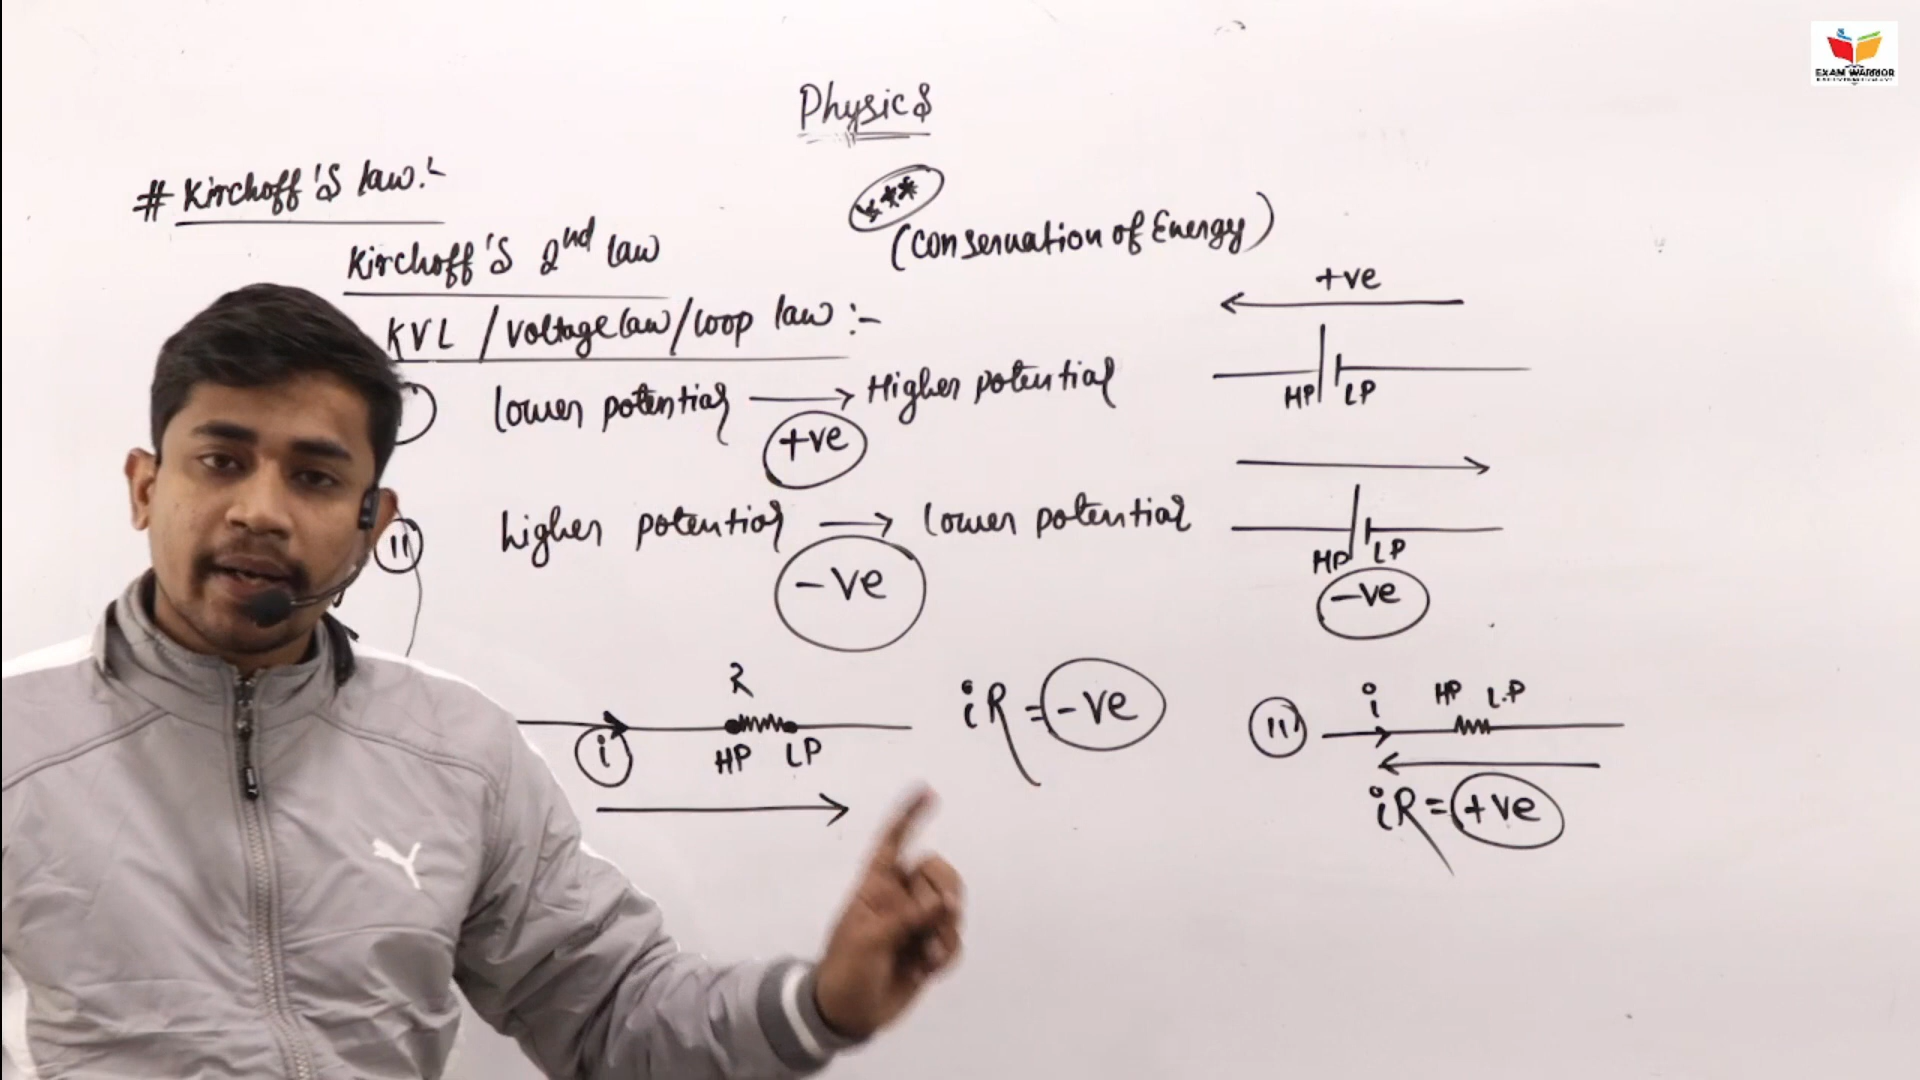 EXAM WARRIOR
Physics
# Kirchoff's law:-
***
Kirchoff's 2nd law
(Conservation of Energy)
KVL / Voltage law / loop law :-
+ve
HP LP
lower potential → Higher potential
+ve
II higher potential → lower potential
-ve
HP LP
-ve
R
i
HP LP
iR = -ve
II
i
HP L.P
iR = +ve